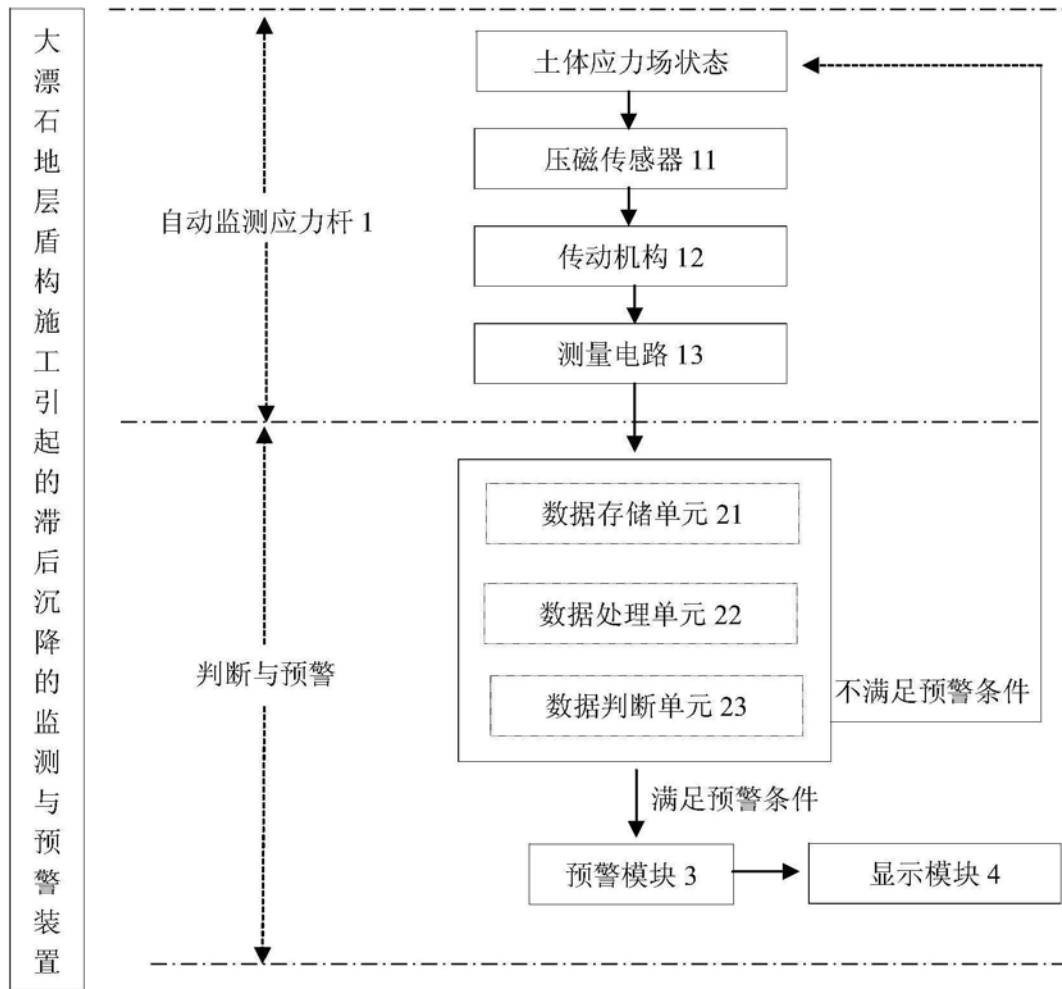 大漂石地层盾构施工引起的滞后沉降的监测与预警装置
土体应力场状态
压磁传感器 11
自动监测应力杆 1
传动机构 12
测量电路 13
数据存储单元 21
数据处理单元 22
判断与预警
数据判断单元 23
不满足预警条件
满足预警条件
预警模块 3
显示模块 4